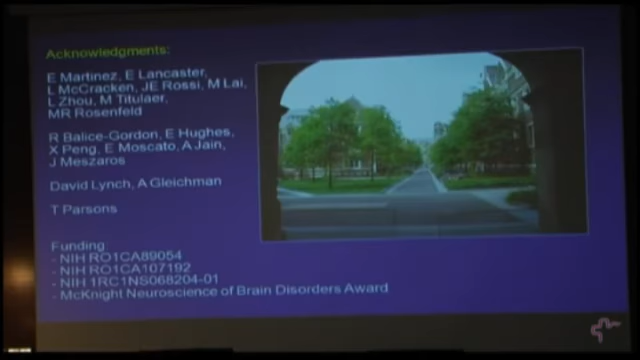 Acknowledgments:
E Martinez, E Lancaster,
L McCracken, JE Rossi, M Lai,
L Zhou, M Titulaer,
MR Rosenfeld
R Balice-Gordon, E Hughes,
X Peng, E Moscato, A Jain,
J Meszaros
David Lynch, A Gleichman
T Parsons
Funding
- NIH RO1CA89054
- NIH RO1CA107192
- NIH 1RC1NS068204-01
- McKnight Neuroscience of Brain Disorders Award